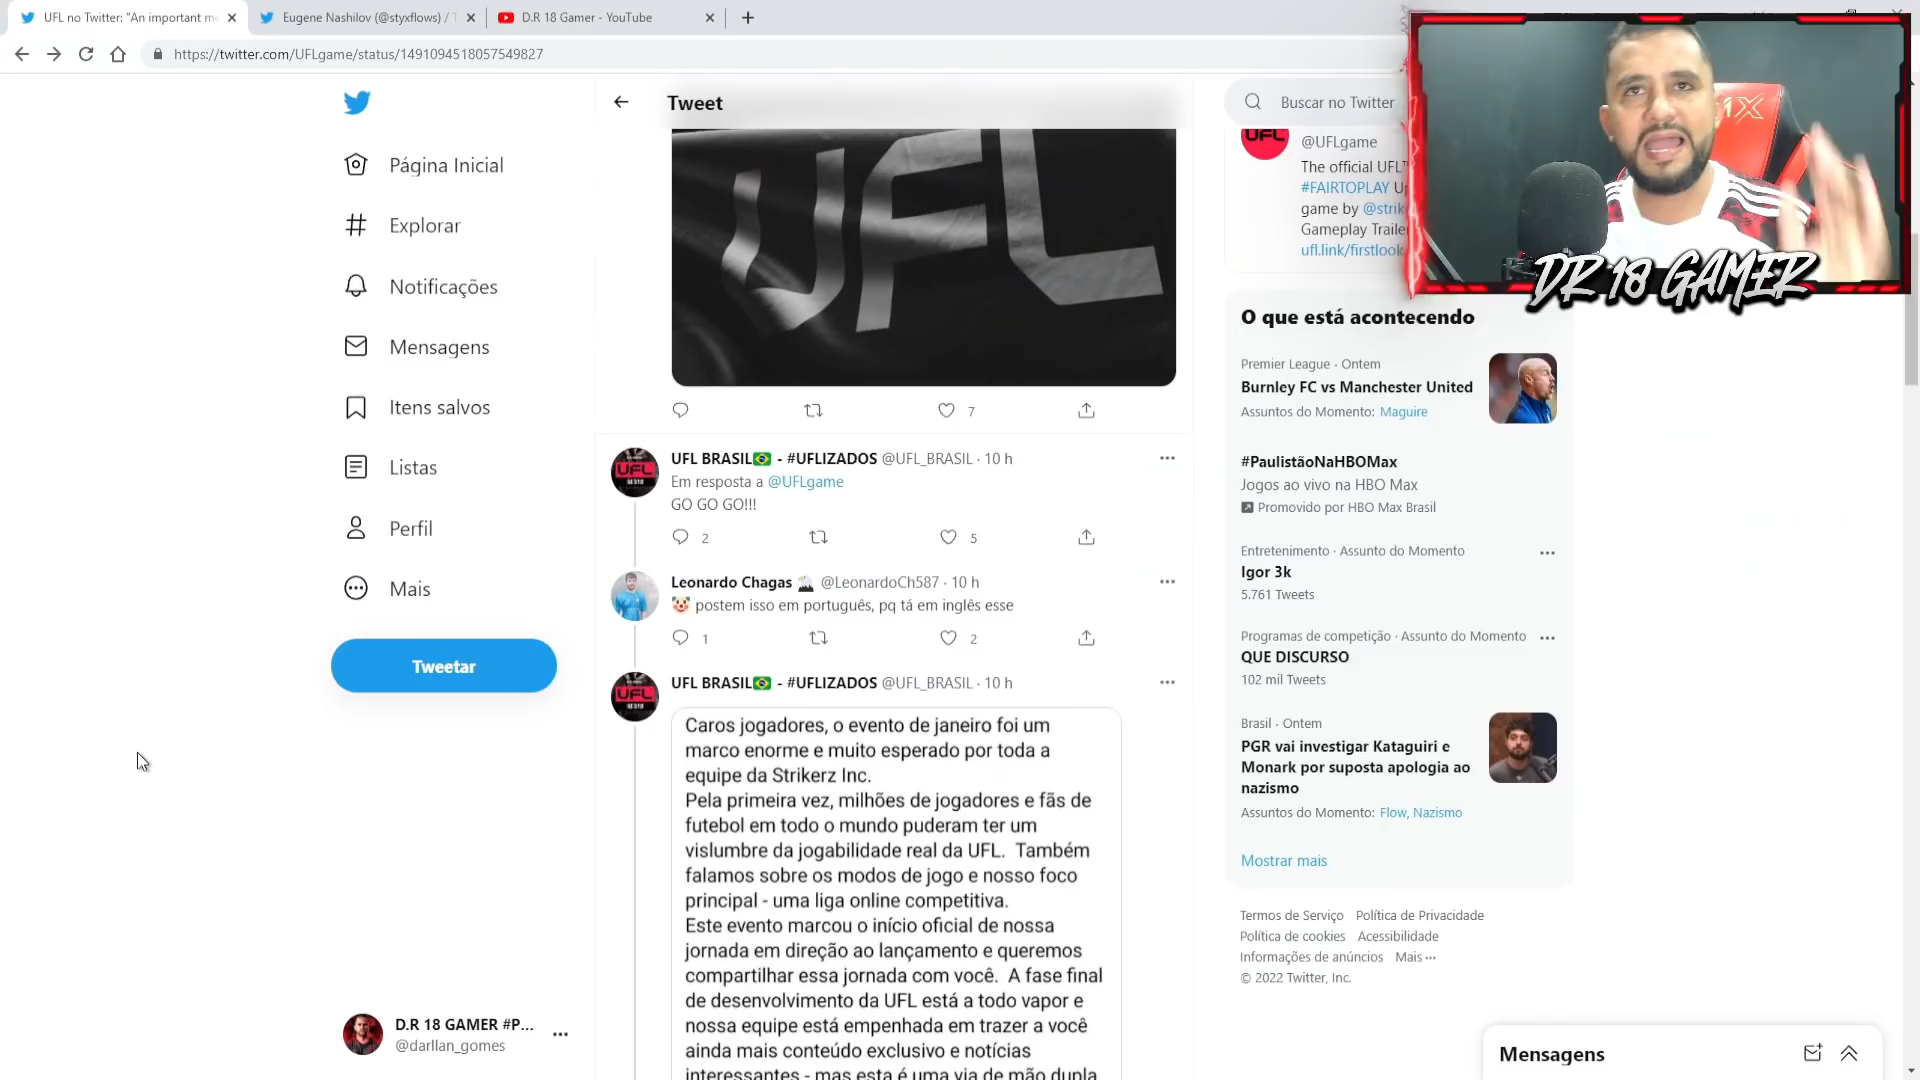 UFL no Twitter: "An important me
Eugene Nashilov (@styxflows) / T
D.R 18 Gamer - YouTube
https://twitter.com/UFLgame/status/1491094518057549827
Página Inicial
Explorar
Notificações
Mensagens
Itens salvos
Listas
Perfil
Mais
Tweetar
D.R 18 GAMER #P...
@darllan_gomes
Tweet
UFL
7
UFL BRASIL🇧🇷 - #UFLIZADOS @UFL_BRASIL · 10 h
Em resposta a @UFLgame
GO GO GO!!!
2 5
Leonardo Chagas @LeonardoCh587 · 10 h
🤡 postem isso em português, pq tá em inglês esse
1 2
UFL BRASIL🇧🇷 - #UFLIZADOS @UFL_BRASIL · 10 h
Caros jogadores, o evento de janeiro foi um
marco enorme e muito esperado por toda a
equipe da Strikerz Inc.
Pela primeira vez, milhões de jogadores e fãs de
futebol em todo o mundo puderam ter um
vislumbre da jogabilidade real da UFL. Também
falamos sobre os modos de jogo e nosso foco
principal - uma liga online competitiva.
Este evento marcou o início oficial de nossa
jornada em direção ao lançamento e queremos
compartilhar essa jornada com você. A fase final
de desenvolvimento da UFL está a todo vapor e
nossa equipe está empenhada em trazer a você
ainda mais conteúdo exclusivo e notícias
interessantes - mas esta é uma via de mão dupla
Buscar no Twitter
UFL
@UFLgame
The official UFL™
#FAIRTOPLAY Up
game by @strik
Gameplay Trailer
ufl.link/firstlook
DR 18 GAMER
O que está acontecendo
Premier League · Ontem
Burnley FC vs Manchester United
Assuntos do Momento: Maguire
#PaulistãoNaHBOMax
Jogos ao vivo na HBO Max
Promovido por HBO Max Brasil
Entretenimento · Assunto do Momento
Igor 3k
5.761 Tweets
Programas de competição · Assunto do Momento
QUE DISCURSO
102 mil Tweets
Brasil · Ontem
PGR vai investigar Kataguiri e
Monark por suposta apologia ao
nazismo
Assuntos do Momento: Flow, Nazismo
Mostrar mais
Termos de Serviço Política de Privacidade
Política de cookies Acessibilidade
Informações de anúncios Mais ···
© 2022 Twitter, Inc.
Mensagens